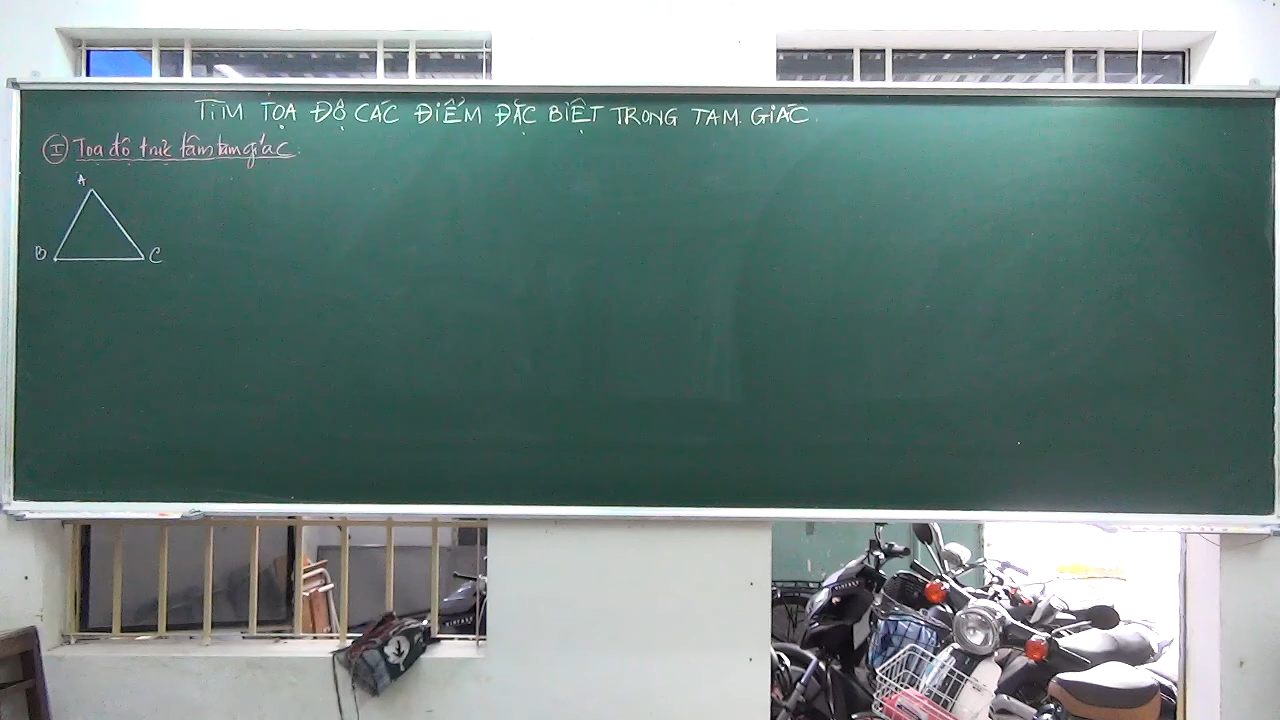 TÌM TỌA ĐỘ CÁC ĐIỂM ĐẶC BIỆT TRONG TAM GIÁC.
I Tọa độ trực tâm tam giác.
A
B C